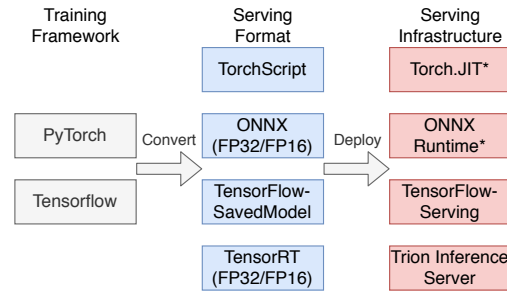 Training
Framework
Serving
Format
Serving
Infrastructure
TorchScript
Torch.JIT*
PyTorch
Convert
ONNX
(FP32/FP16)
Deploy
ONNX
Runtime*
Tensorflow
TensorFlow-
SavedModel
TensorFlow-
Serving
TensorRT
(FP32/FP16)
Trion Inference
Server